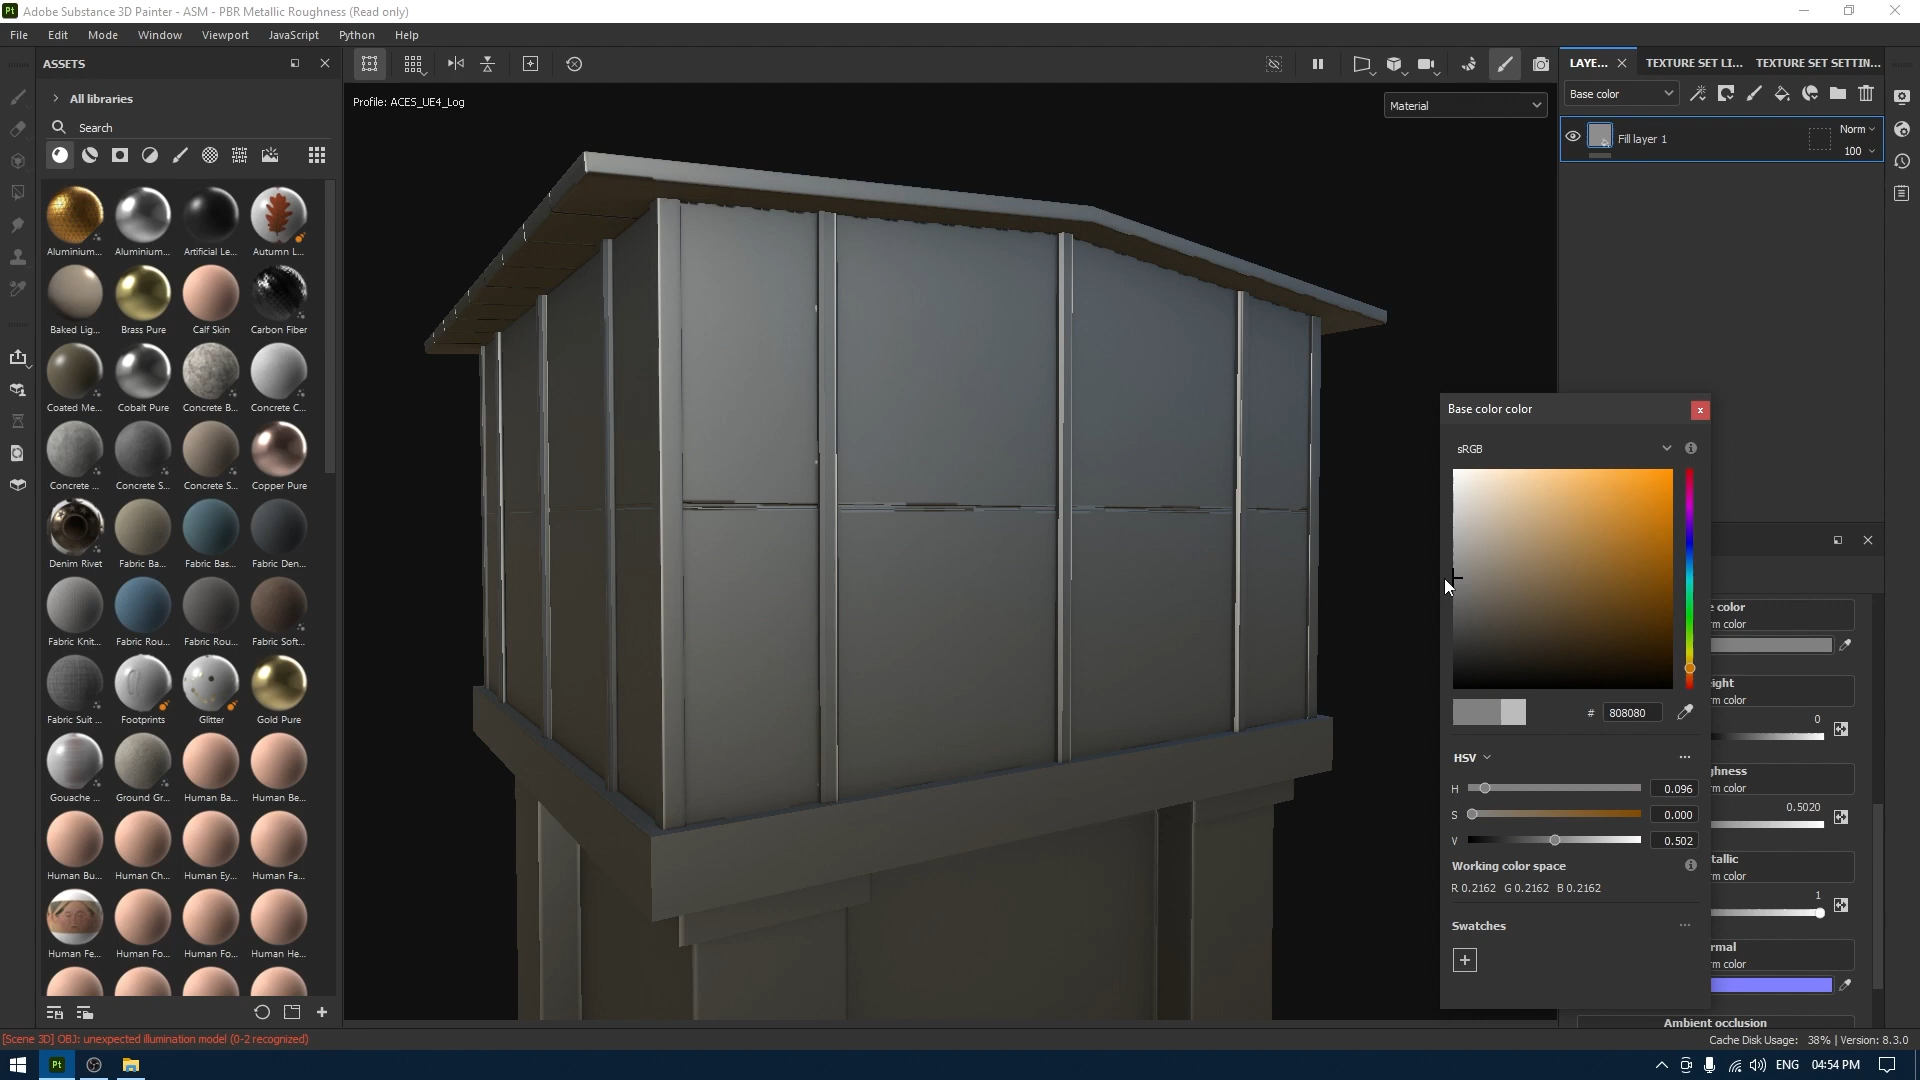 Adobe Substance 3D Painter - ASM - PBR Metallic Roughness (Read only)
File Edit Mode Window Viewport JavaScript Python Help
ASSETS
All libraries
Search
Aluminium... Aluminium... Artificial Le... Autumn L...
Baked Lig... Brass Pure Calf Skin Carbon Fiber
Coated Me... Cobalt Pure Concrete B... Concrete C...
Concrete ... Concrete S... Concrete S... Copper Pure
Denim Rivet Fabric Ba... Fabric Bas... Fabric Den...
Fabric Knit... Fabric Rou... Fabric Rou... Fabric Soft...
Fabric Suit ... Footprints Glitter Gold Pure
Gouache ... Ground Gr... Human Ba... Human Be...
Human Bu... Human Ch... Human Ey... Human Fa...
Human Fe... Human Fo... Human Fo... Human He...
Profile: ACES_UE4_Log
Material
LAYE... TEXTURE SET LI... TEXTURE SET SETTIN...
Base color
Fill layer 1
Norm
100
Base color color
sRGB
# 808080
HSV
H 0.096
S 0.000
V 0.502
Working color space
R 0.2162 G 0.2162 B 0.2162
Swatches
e color
rm color
ight
rm color
0
ghness
rm color
0.5020
tallic
rm color
1
rmal
rm color
Ambient occlusion
[Scene 3D] OBJ: unexpected illumination model (0-2 recognized)
Cache Disk Usage: 38% | Version: 8.3.0
Pt
ENG 04:54 PM